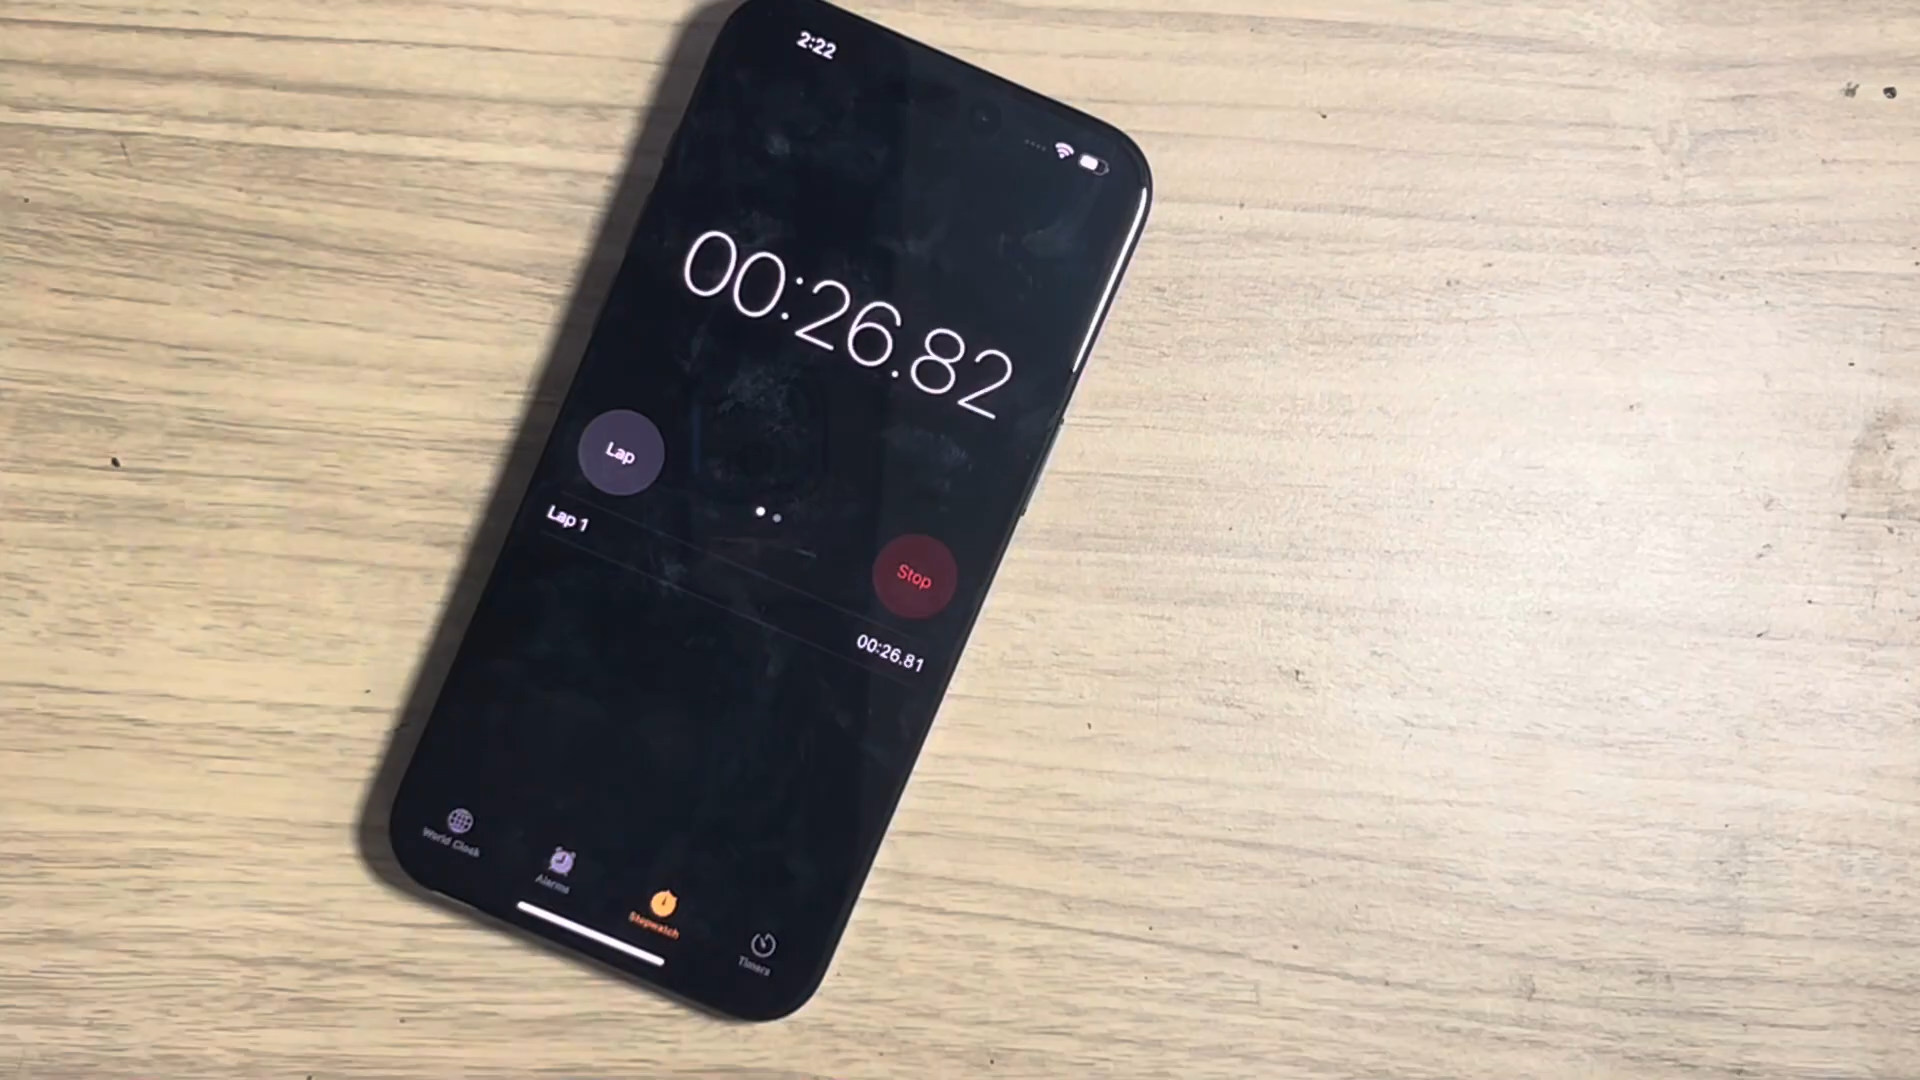 2:22
00:26.82
Lap
Stop
Lap 1
00:26.81
World Clock
Alarms
Stopwatch
Timers